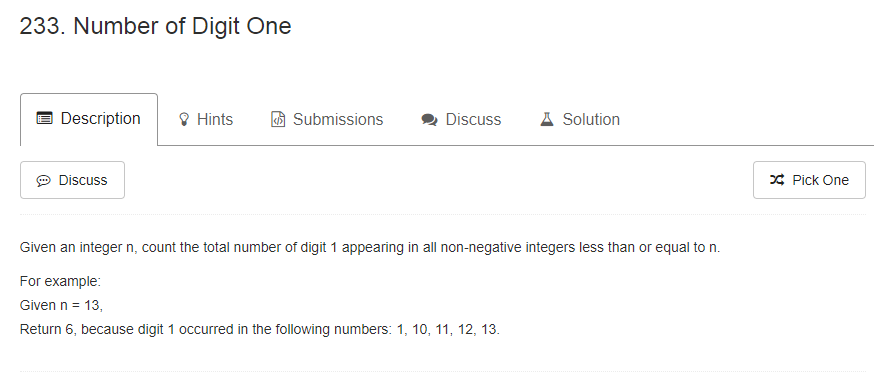 233. Number of Digit One
Description Hints Submissions Discuss Solution
Discuss Pick One
Given an integer n, count the total number of digit 1 appearing in all non-negative integers less than or equal to n.
For example:
Given n = 13,
Return 6, because digit 1 occurred in the following numbers: 1, 10, 11, 12, 13.